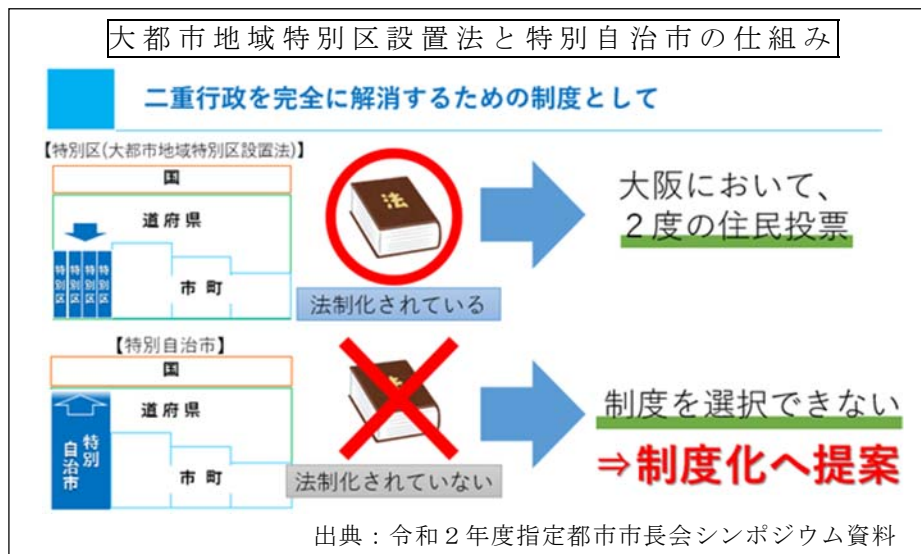 大都市地域特別区設置法と特別自治市の仕組み
二重行政を完全に解消するための制度として
【特別区(大都市地域特別区設置法)】
国
道府県
特別区
特別区
特別区
特別区
市町
法
法制化されている
大阪において、
２度の住民投票
【特別自治市】
国
道府県
特別
自治市
市町
法
法制化されていない
制度を選択できない
⇒制度化へ提案
出典：令和２年度指定都市市長会シンポジウム資料